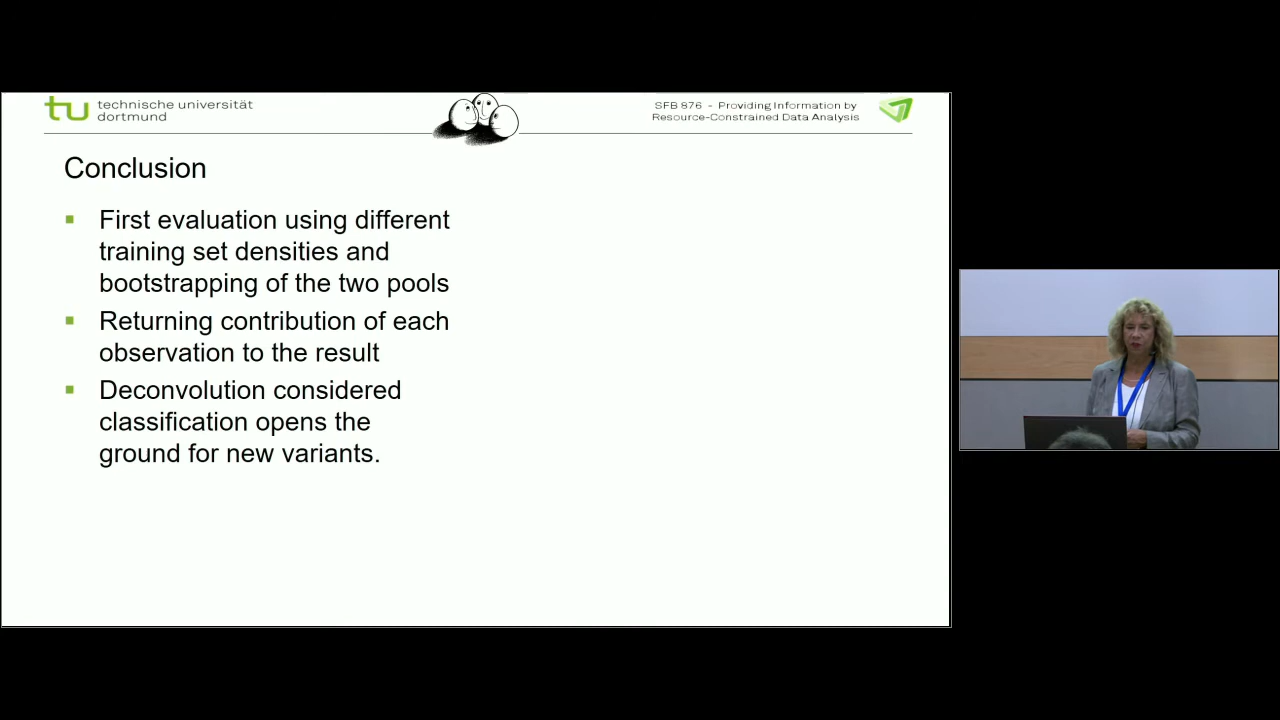 tu technische universität
dortmund
SFB 876 - Providing Information by
Resource-Constrained Data Analysis
Conclusion
First evaluation using different
training set densities and
bootstrapping of the two pools
Returning contribution of each
observation to the result
Deconvolution considered
classification opens the
ground for new variants.